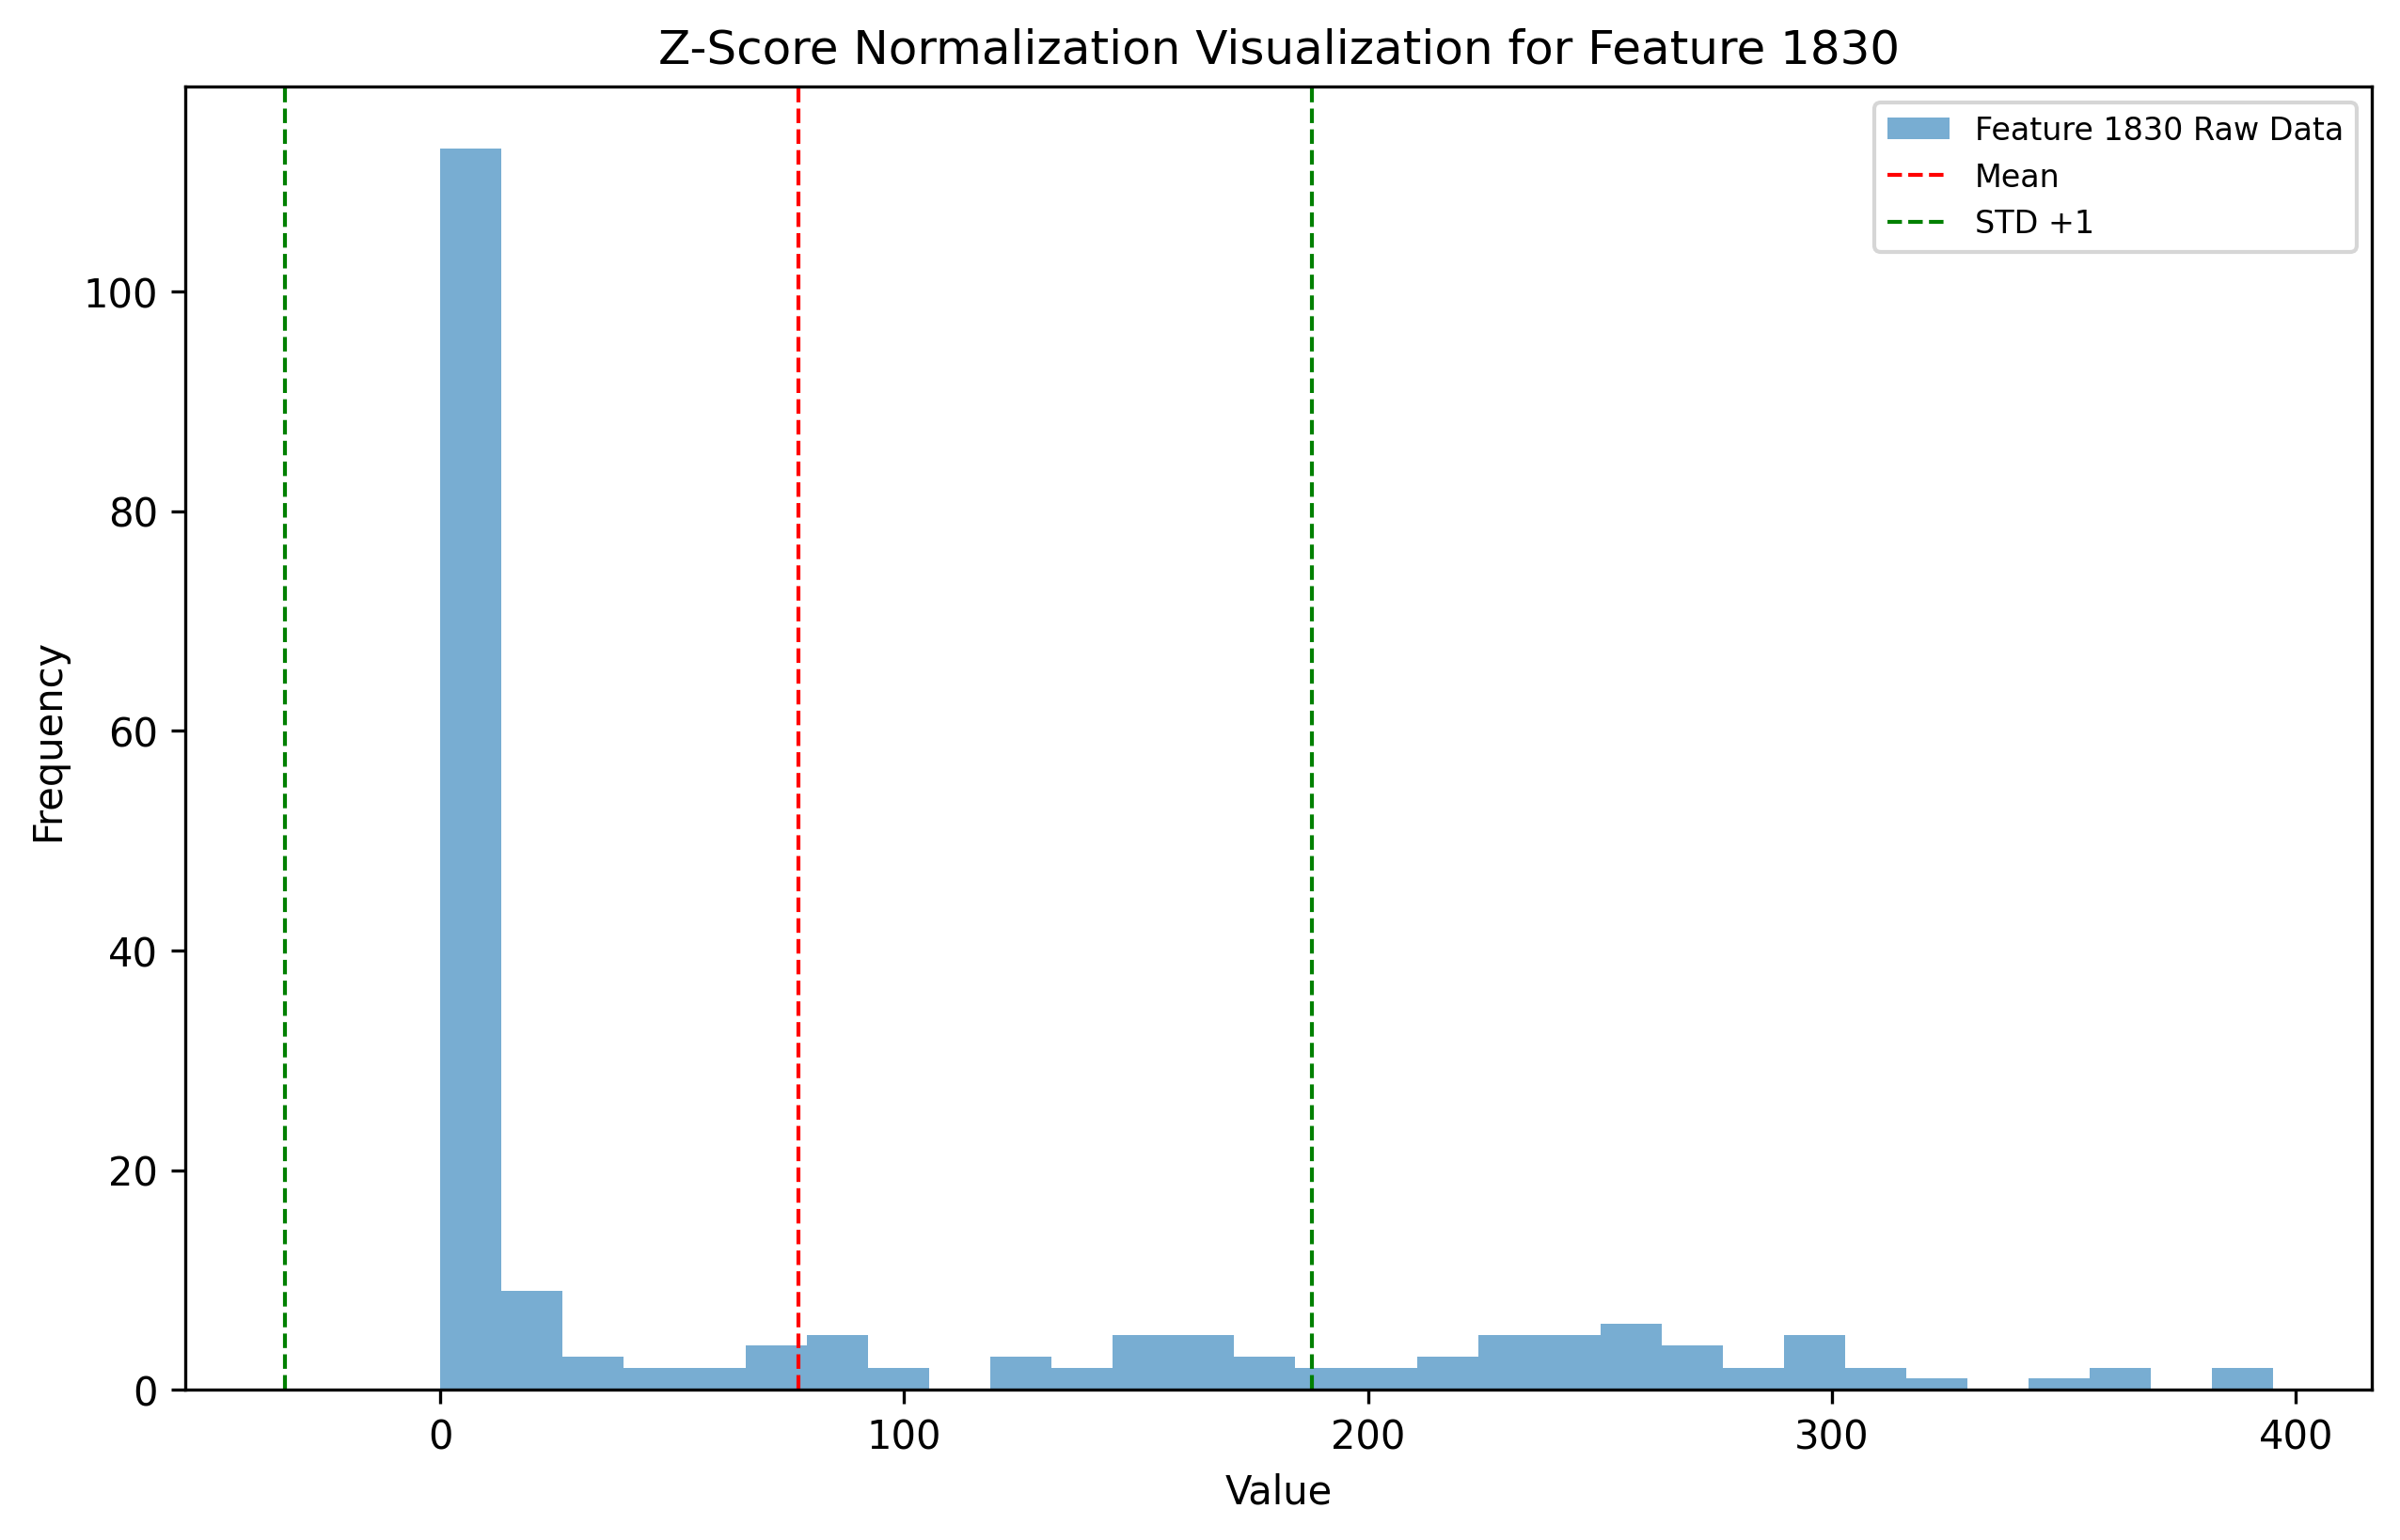 Z-Score Normalization Visualization for Feature 1830
Feature 1830 Raw Data
Mean
STD +1
Frequency
100
80
60
40
20
0
0 100 200 300 400
Value